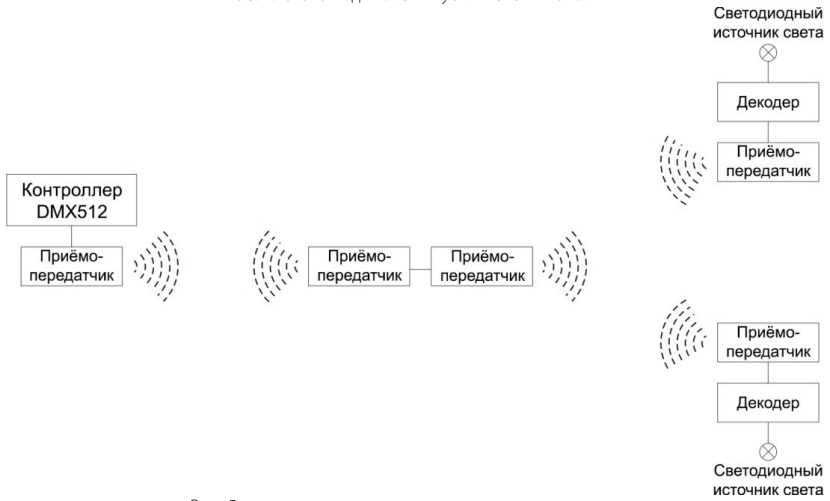 Светодиодный
источник света
Декодер
Приёмо-
передатчик
Контроллер
DMX512
Приёмо-
передатчик
Приёмо-
передатчик
Приёмо-
передатчик
Приёмо-
передатчик
Декодер
Светодиодный
источник света